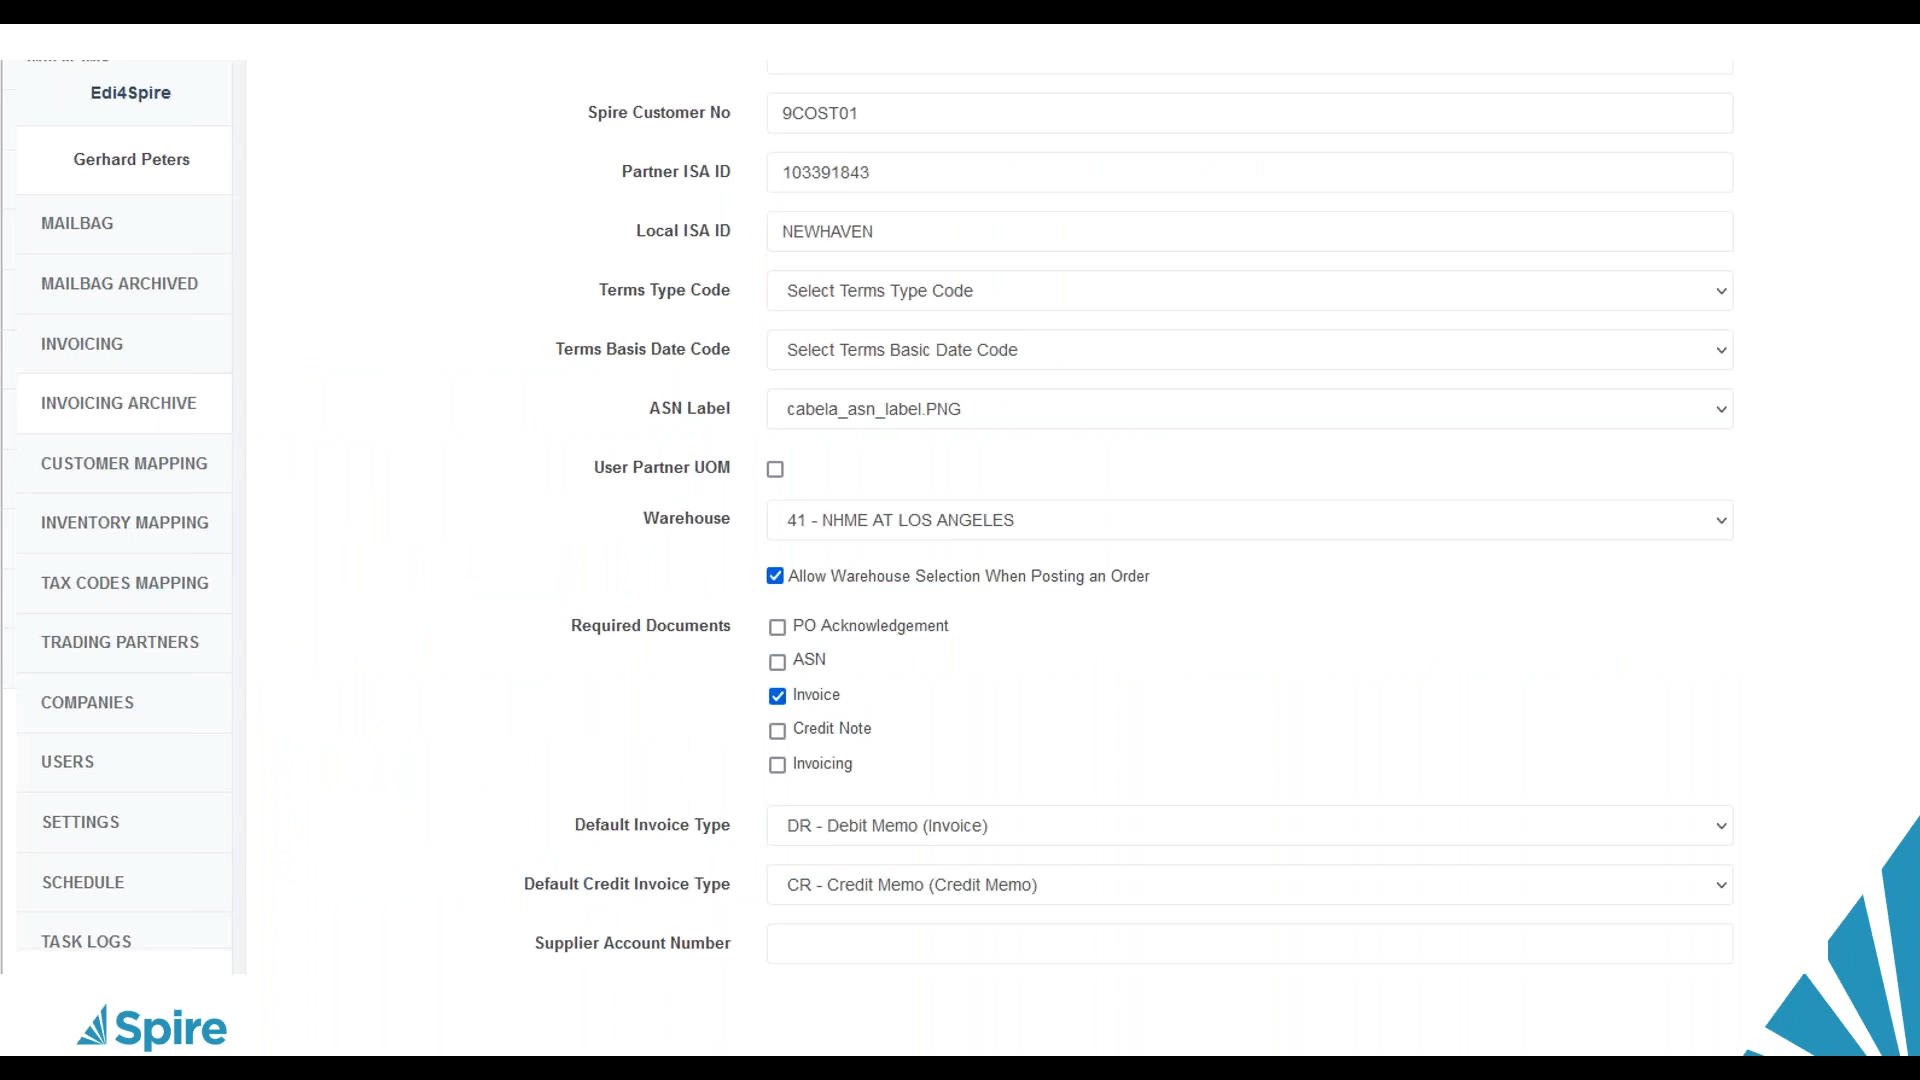 Edi4Spire
Gerhard Peters
MAILBAG
MAILBAG ARCHIVED
INVOICING
INVOICING ARCHIVE
CUSTOMER MAPPING
INVENTORY MAPPING
TAX CODES MAPPING
TRADING PARTNERS
COMPANIES
USERS
SETTINGS
SCHEDULE
TASK LOGS
Spire Customer No 9COST01
Partner ISA ID 103391843
Local ISA ID NEWHAVEN
Terms Type Code Select Terms Type Code
Terms Basis Date Code Select Terms Basic Date Code
ASN Label cabela_asn_label.PNG
User Partner UOM
Warehouse 41 - NHME AT LOS ANGELES
Allow Warehouse Selection When Posting an Order
Required Documents PO Acknowledgement
ASN
Invoice
Credit Note
Invoicing
Default Invoice Type DR - Debit Memo (Invoice)
Default Credit Invoice Type CR - Credit Memo (Credit Memo)
Supplier Account Number
Spire